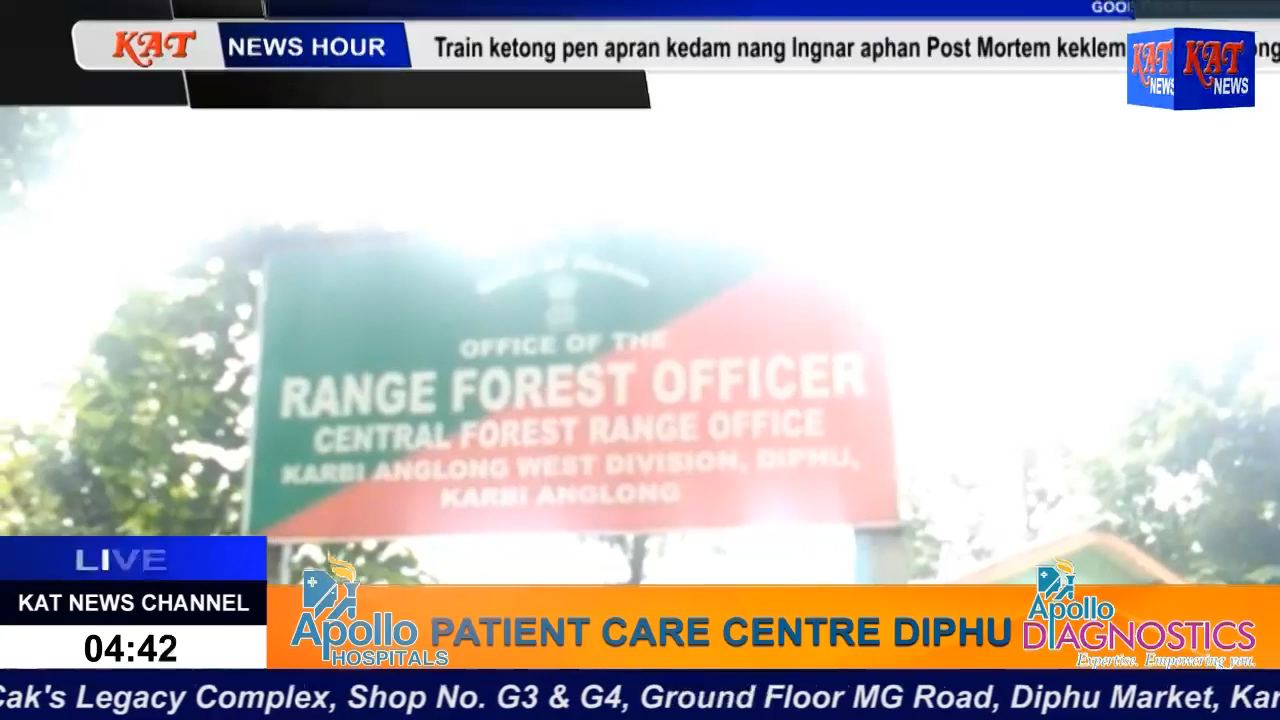 GOO
KAT NEWS HOUR Train ketong pen apran kedam nang Ingnar aphan Post Mortem keklem
KAT NEWS KAT NEWS
OFFICE OF THE
RANGE FOREST OFFICER
CENTRAL FOREST RANGE OFFICE
KARBI ANGLONG WEST DIVISION, DIPHU,
KARBI ANGLONG
LIVE
KAT NEWS CHANNEL
04:42
Apollo HOSPITALS
PATIENT CARE CENTRE DIPHU
Apollo DIAGNOSTICS
Expertise. Empowering you.
Cak's Legacy Complex, Shop No. G3 & G4, Ground Floor MG Road, Diphu Market, Kar